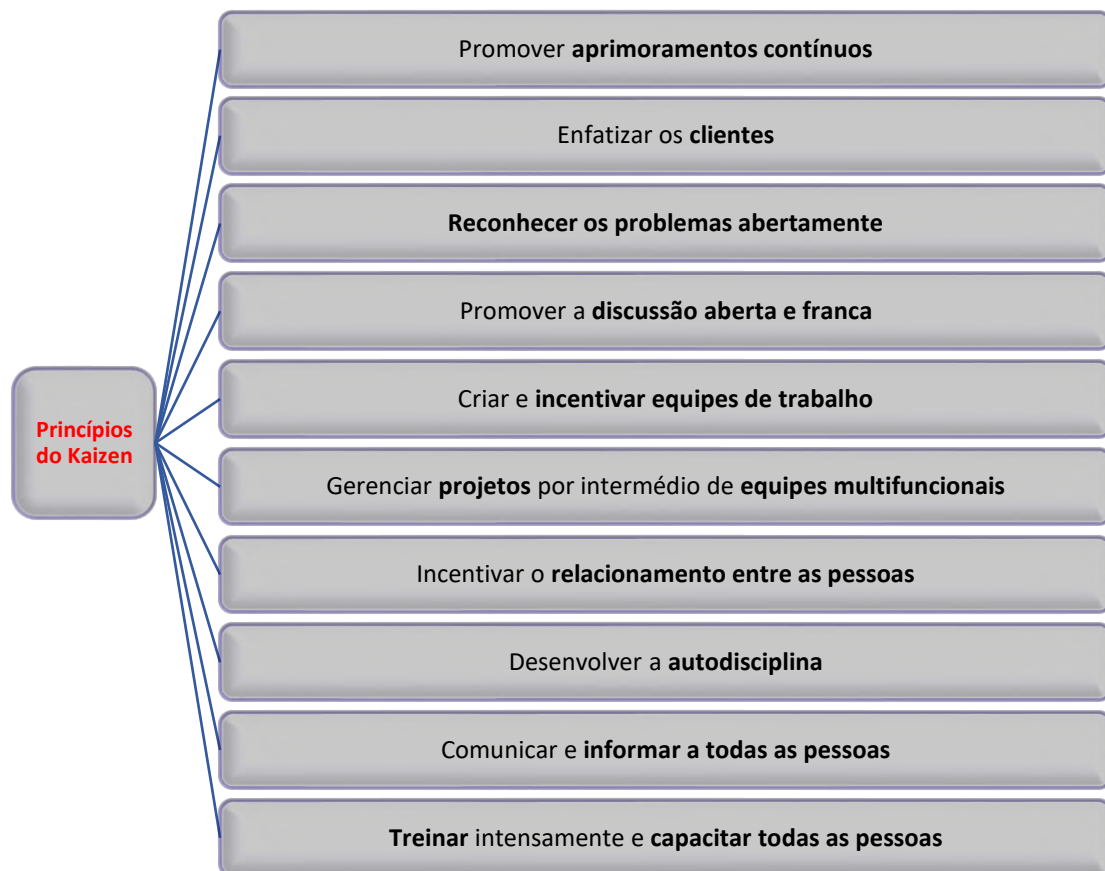 Promover aprimoramentos contínuos
Enfatizar os clientes
Reconhecer os problemas abertamente
Promover a discussão aberta e franca
Princípios
do Kaizen
Criar e incentivar equipes de trabalho
Gerenciar projetos por intermédio de equipes multifuncionais
Incentivar o relacionamento entre as pessoas
Desenvolver a autodisciplina
Comunicar e informar a todas as pessoas
Treinar intensamente e capacitar todas as pessoas